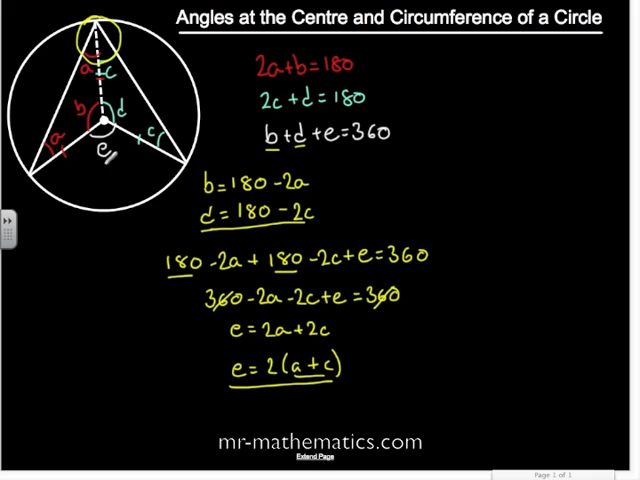 Angles at the Centre and Circumference of a Circle
a c
b d
a c
e
2a+b=180
2c+d=180
b+d+e=360
b=180-2a
d=180-2c
180-2a+180-2c+e=360
360-2a-2c+e=360
e=2a+2c
e=2(a+c)
mr-mathematics.com
Extend Page
Page 1 of 1